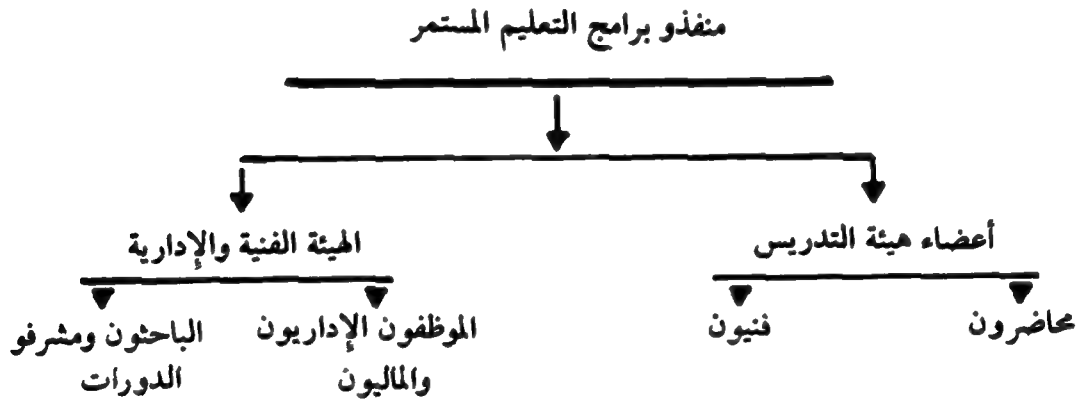 منفذو برامج التعليم المستمر
أعضاء هيئة التدريس
الهيئة الفنية والإدارية
محاضرون
فنيون
الموظفون الإداريون
والماليون
الباحثون ومشرفو
الدورات